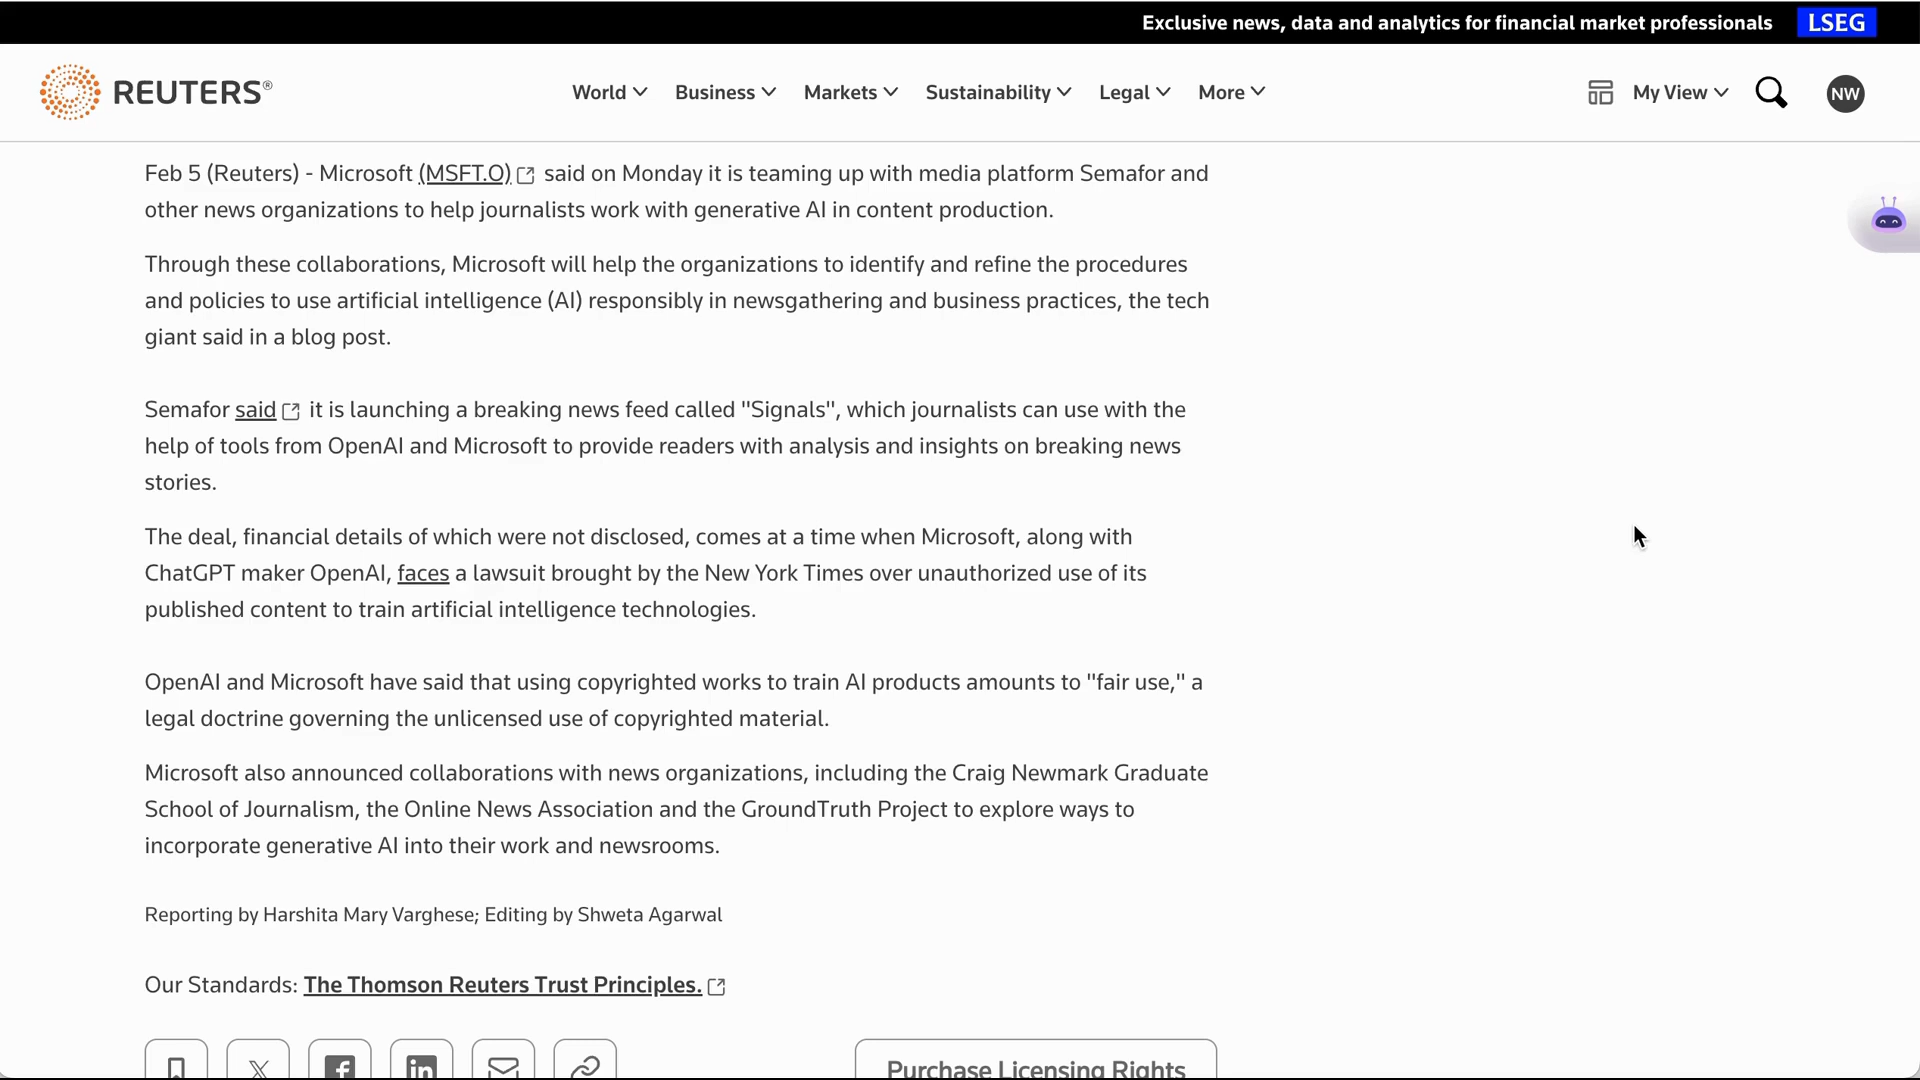 Exclusive news, data and analytics for financial market professionals LSEG
REUTERS® World Business Markets Sustainability Legal More My View NW
Feb 5 (Reuters) - Microsoft (MSFT.O) said on Monday it is teaming up with media platform Semafor and
other news organizations to help journalists work with generative AI in content production.
Through these collaborations, Microsoft will help the organizations to identify and refine the procedures
and policies to use artificial intelligence (AI) responsibly in newsgathering and business practices, the tech
giant said in a blog post.
Semafor said it is launching a breaking news feed called "Signals", which journalists can use with the
help of tools from OpenAI and Microsoft to provide readers with analysis and insights on breaking news
stories.
The deal, financial details of which were not disclosed, comes at a time when Microsoft, along with
ChatGPT maker OpenAI, faces a lawsuit brought by the New York Times over unauthorized use of its
published content to train artificial intelligence technologies.
OpenAI and Microsoft have said that using copyrighted works to train AI products amounts to "fair use," a
legal doctrine governing the unlicensed use of copyrighted material.
Microsoft also announced collaborations with news organizations, including the Craig Newmark Graduate
School of Journalism, the Online News Association and the GroundTruth Project to explore ways to
incorporate generative AI into their work and newsrooms.
Reporting by Harshita Mary Varghese; Editing by Shweta Agarwal
Our Standards: The Thomson Reuters Trust Principles.
Purchase Licensing Rights